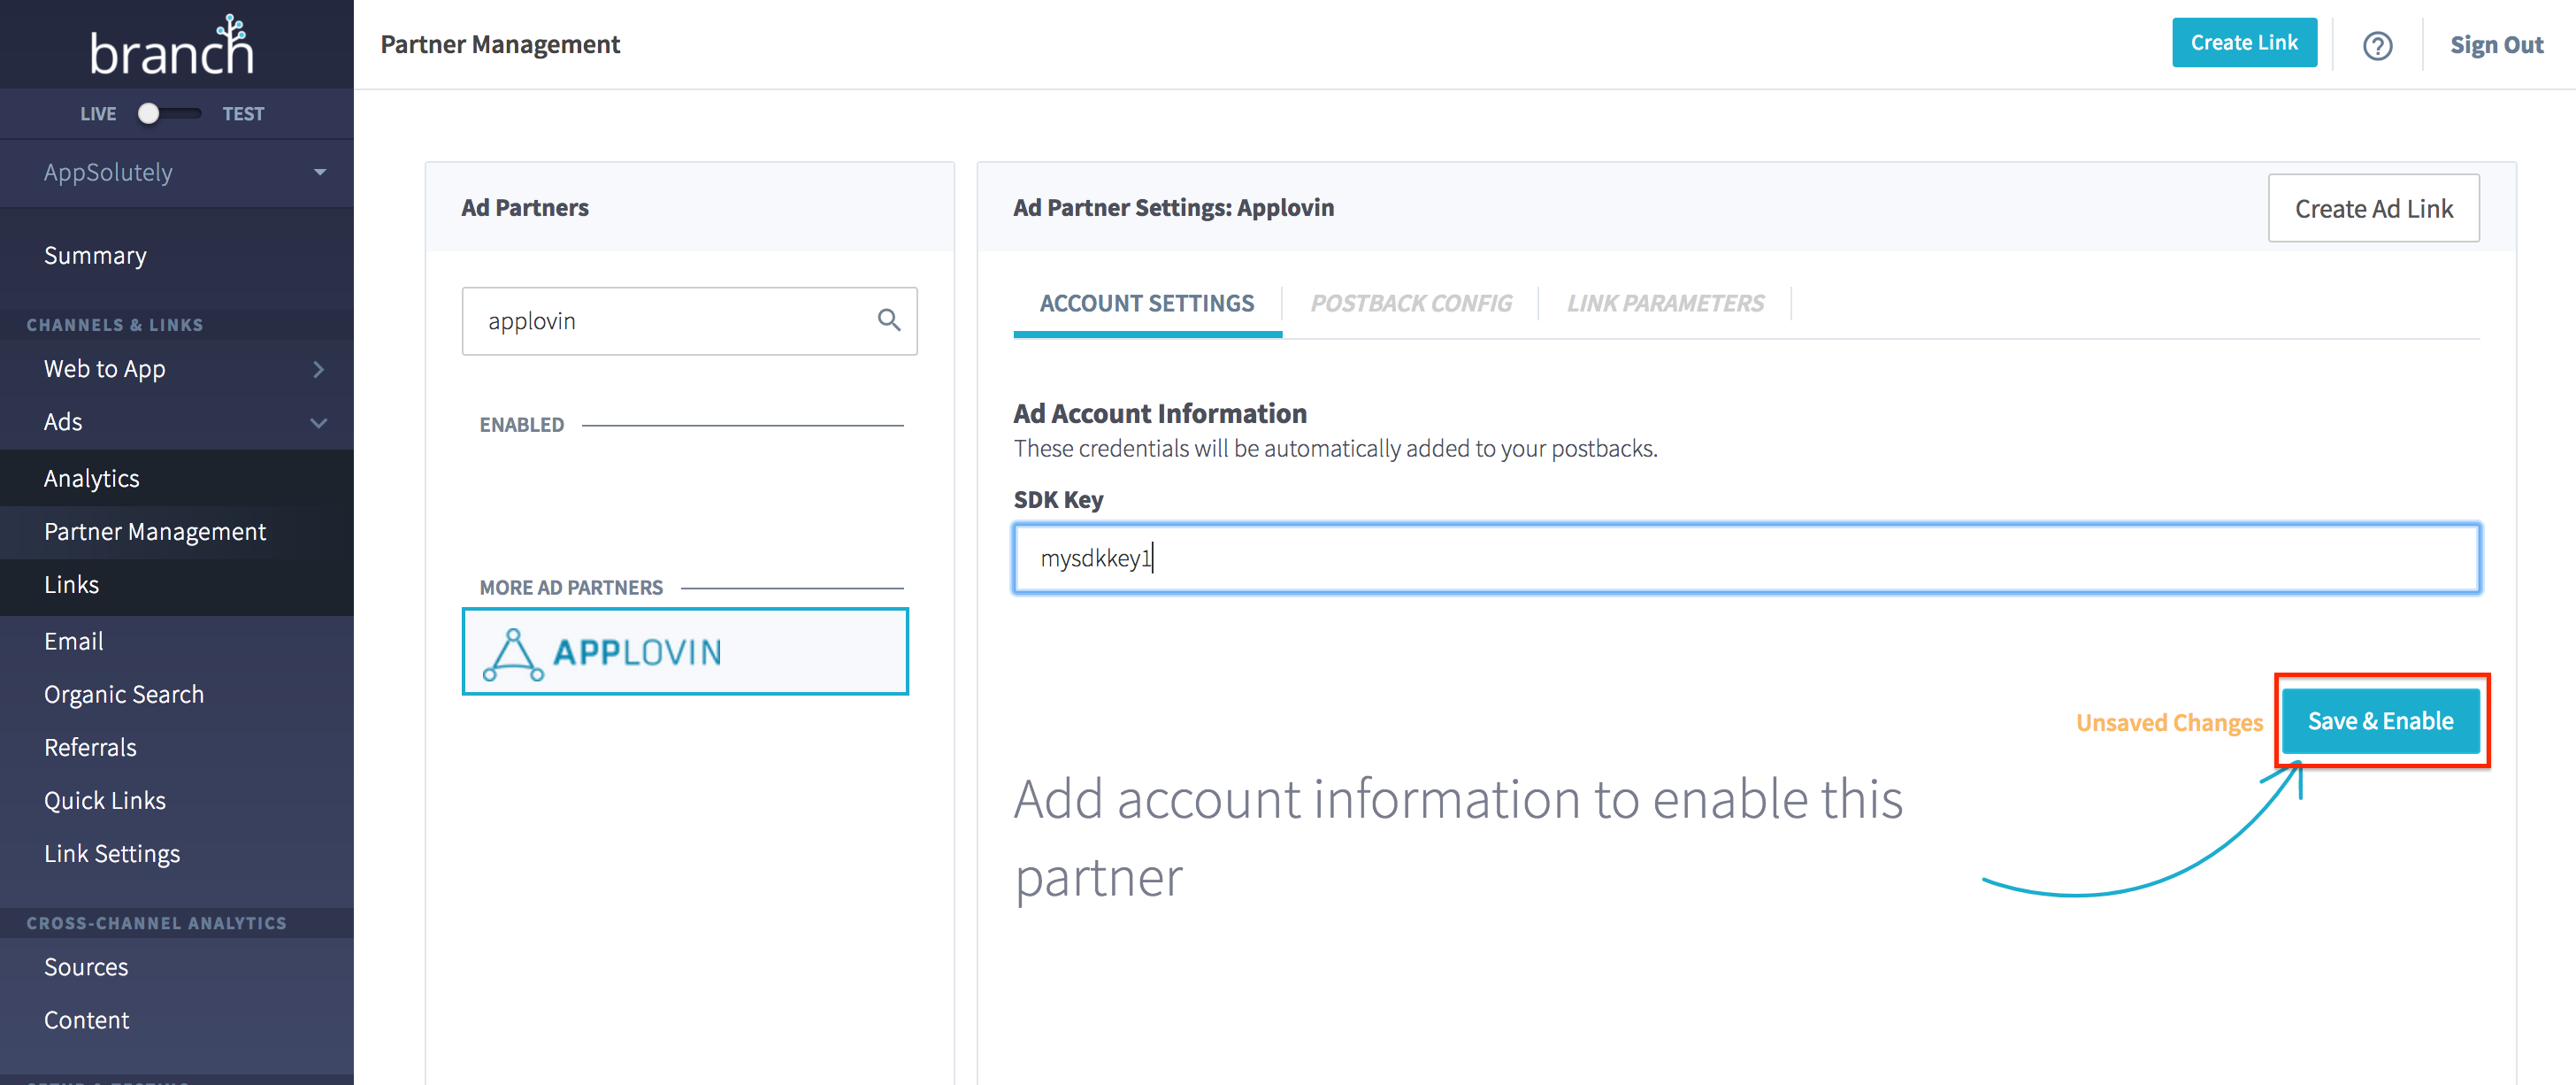 branch
LIVE TEST
AppSolutely
Summary
CHANNELS & LINKS
Web to App
Ads
Analytics
Partner Management
Links
Email
Organic Search
Referrals
Quick Links
Link Settings
CROSS-CHANNEL ANALYTICS
Sources
Content
Partner Management
Create Link
?
Sign Out
Ad Partners
applovin
ENABLED
MORE AD PARTNERS
APPLOVIN
Ad Partner Settings: Applovin
Create Ad Link
ACCOUNT SETTINGS POSTBACK CONFIG LINK PARAMETERS
Ad Account Information
These credentials will be automatically added to your postbacks.
SDK Key
mysdkkey1
Unsaved Changes
Save & Enable
Add account information to enable this
partner